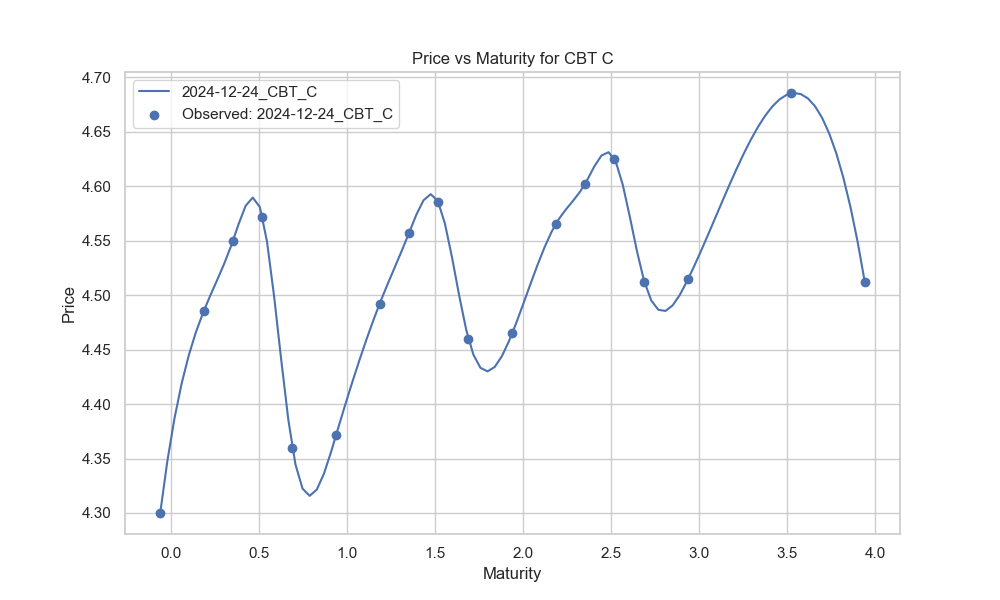 Price vs Maturity for CBT C
2024-12-24_CBT_C
Observed: 2024-12-24_CBT_C
Price
4.70
4.65
4.60
4.55
4.50
4.45
4.40
4.35
4.30
0.0 0.5 1.0 1.5 2.0 2.5 3.0 3.5 4.0
Maturity